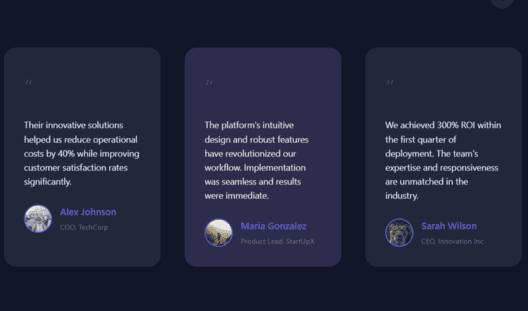 "
Their innovative solutions
helped us reduce operational
costs by 40% while improving
customer satisfaction rates
significantly.
Alex Johnson
COO, TechCorp
"
The platform's intuitive
design and robust features
have revolutionized our
workflow. Implementation
was seamless and results
were immediate.
Maria Gonzalez
Product Lead, StartUpX
"
We achieved 300% ROI within
the first quarter of
deployment. The team's
expertise and responsiveness
are unmatched in the
industry.
Sarah Wilson
CEO, Innovation Inc